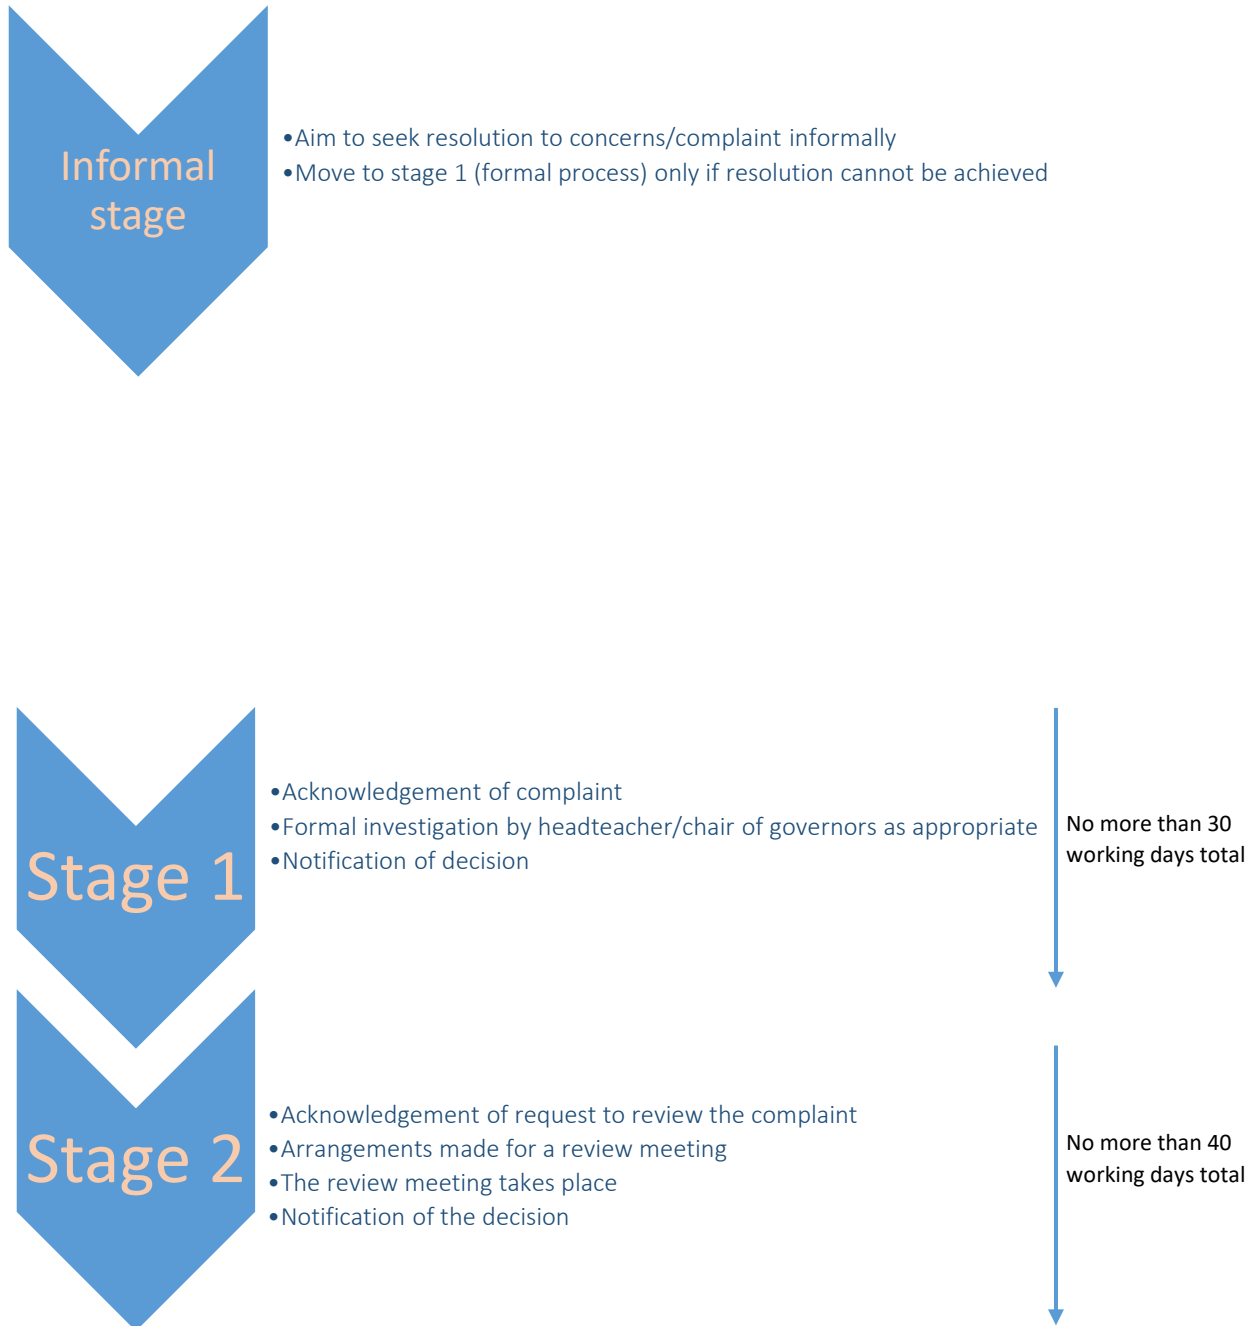 Informal
stage
•Aim to seek resolution to concerns/complaint informally
•Move to stage 1 (formal process) only if resolution cannot be achieved
Stage 1
•Acknowledgement of complaint
•Formal investigation by headteacher/chair of governors as appropriate
•Notification of decision
No more than 30
working days total
Stage 2
•Acknowledgement of request to review the complaint
•Arrangements made for a review meeting
•The review meeting takes place
•Notification of the decision
No more than 40
working days total